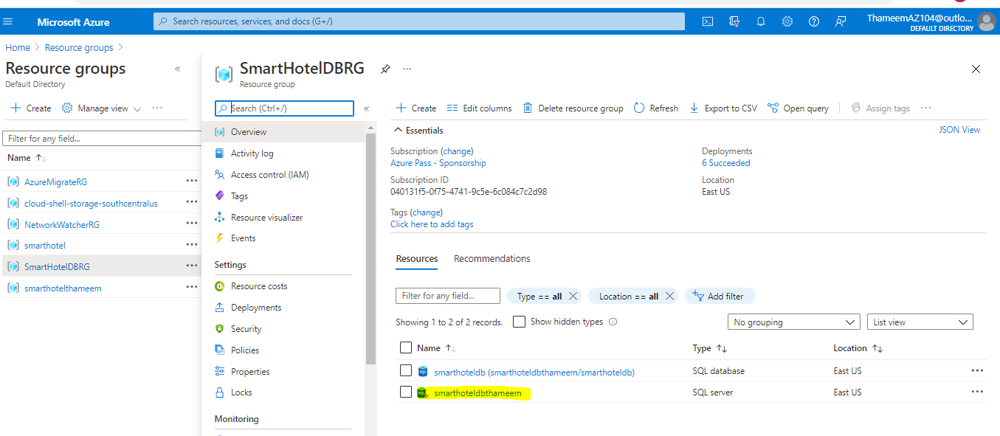 Microsoft Azure
Search resources, services, and docs (G+/)
ThameemAZ104@outlo...
DEFAULT DIRECTORY
Home > Resource groups >
Resource groups
Default Directory
Create
Manage view
Filter for any field...
Name
AzureMigrateRG
cloud-shell-storage-southcentralus
NetworkWatcherRG
smarthotel
SmartHotelDBRG
smarthotelthameem
SmartHotelDBRG
Resource group
Search (Ctrl+/)
Overview
Activity log
Access control (IAM)
Tags
Resource visualizer
Events
Settings
Resource costs
Deployments
Security
Policies
Properties
Locks
Monitoring
Create
Edit columns
Delete resource group
Refresh
Export to CSV
Open query
Assign tags
Essentials
JSON View
Subscription (change)
Azure Pass - Sponsorship
Subscription ID
040131f5-0f75-4741-9c5e-6c084c7c2d98
Tags (change)
Click here to add tags
Deployments
6 Succeeded
Location
East US
Resources
Recommendations
Filter for any field...
Type == all
Location == all
Add filter
Showing 1 to 2 of 2 records.
Show hidden types
No grouping
List view
Name Type Location
smarthoteldb (smarthoteldbthameem/smarthoteldb) SQL database East US
smarthoteldbthameem SQL server East US